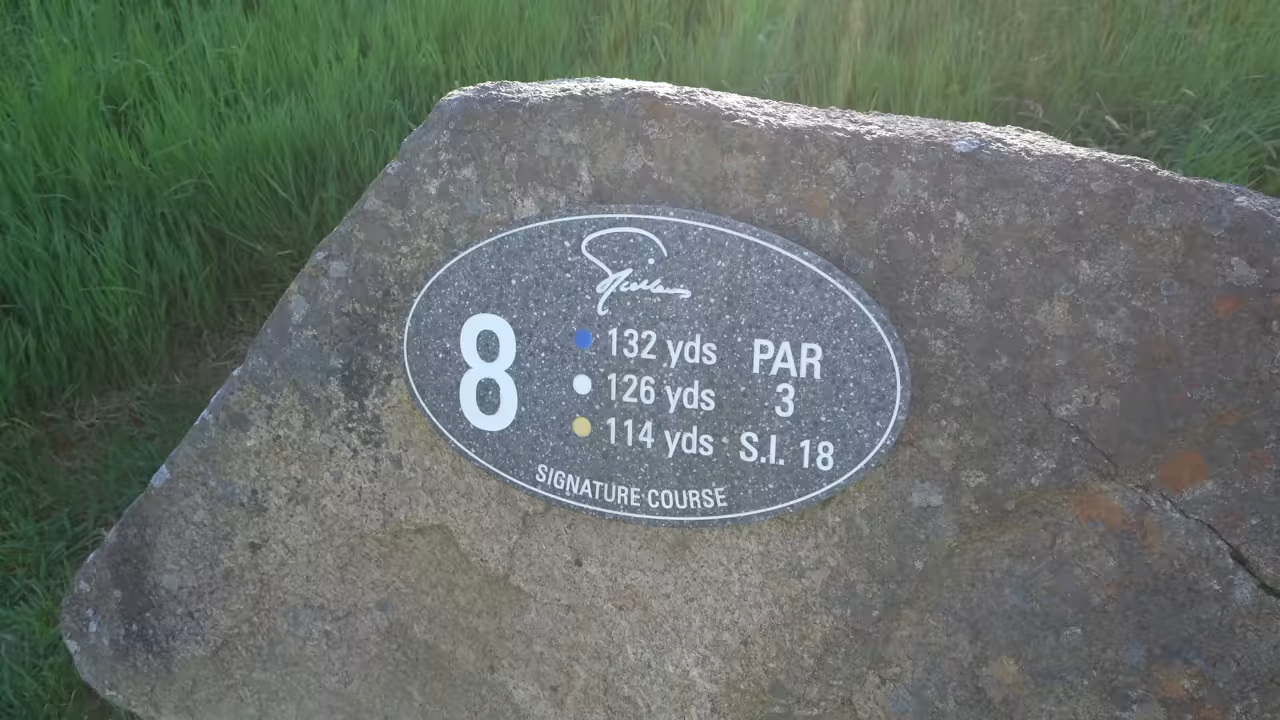 8
132 yds
126 yds
114 yds
PAR
3
S.I. 18
SIGNATURE COURSE